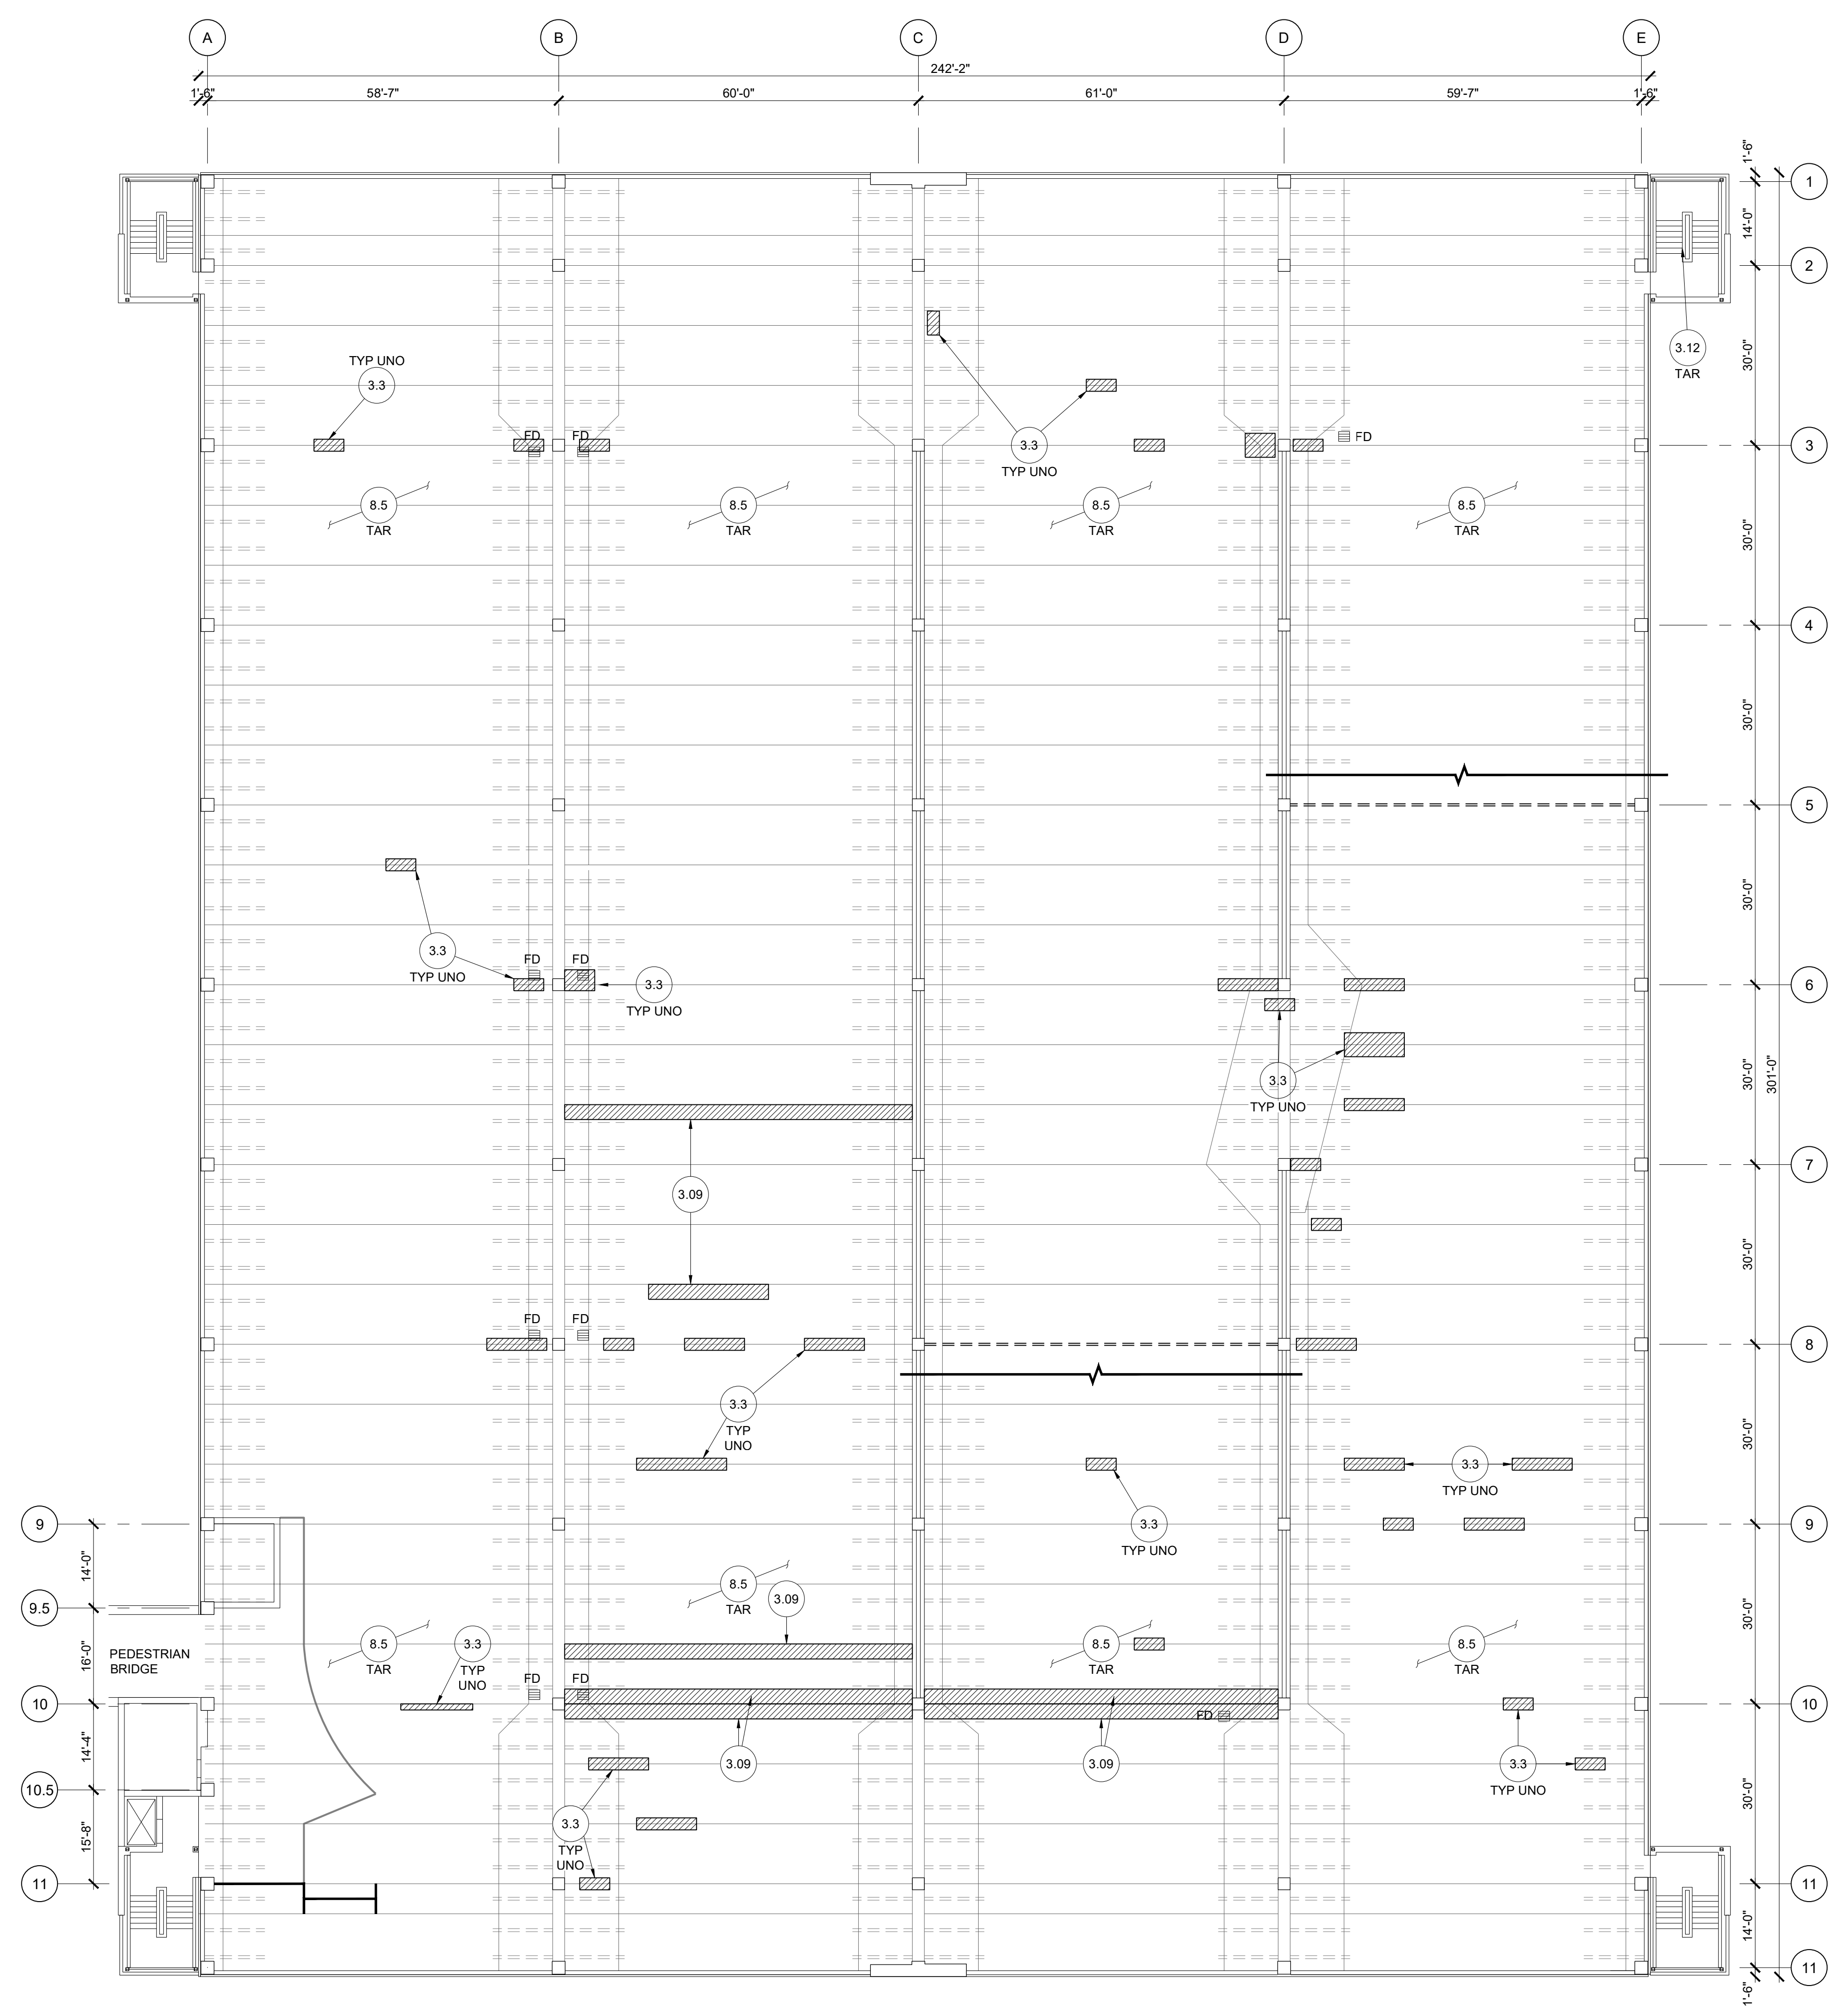 A
B
C
D
E
242'-2"
1'-6"
58'-7"
60'-0"
61'-0"
59'-7"
1'-6"
1'-6"
1
14'-0"
2
3.12
TAR
30'-0"
TYP UNO
3.3
FD
FD
3.3
TYP UNO
FD
3
8.5
TAR
8.5
TAR
8.5
TAR
8.5
TAR
30'-0"
4
30'-0"
5
30'-0"
3.3
TYP UNO
FD
FD
3.3
TYP UNO
6
3.3
TYP UNO
30'-0"
301'-0"
7
3.09
30'-0"
FD
FD
8
3.3
TYP
UNO
30'-0"
3.3
TYP UNO
3.3
TYP UNO
9
9
14'-0"
9.5
8.5
TAR
3.09
30'-0"
PEDESTRIAN
BRIDGE
16'-0"
8.5
TAR
3.3
TYP
UNO
8.5
TAR
8.5
TAR
FD
FD
FD
10
10
14'-4"
3.09
3.09
3.3
TYP UNO
10.5
30'-0"
15'-8"
3.3
TYP
UNO
11
11
14'-0"
11
1'-6"